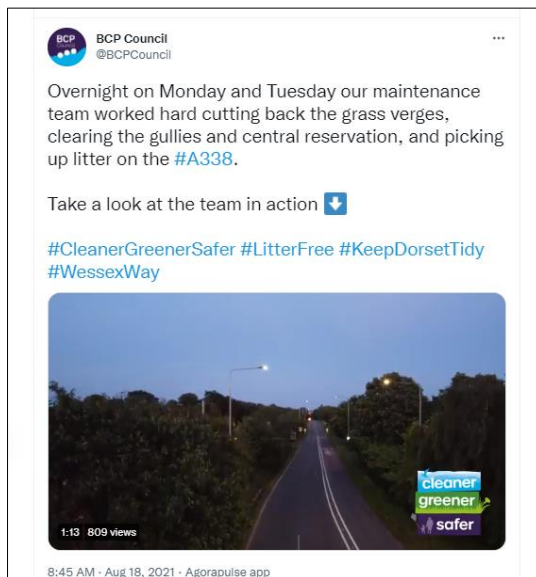 BCP
Council
BCP Council
@BCPCouncil
Overnight on Monday and Tuesday our maintenance
team worked hard cutting back the grass verges,
clearing the gullies and central reservation, and picking
up litter on the #A338.
Take a look at the team in action
#CleanerGreenerSafer #LitterFree #KeepDorsetTidy
#WessexWay
cleaner
greener
safer
1:13 809 views
8:45 AM · Aug 18, 2021 · Agorapulse app